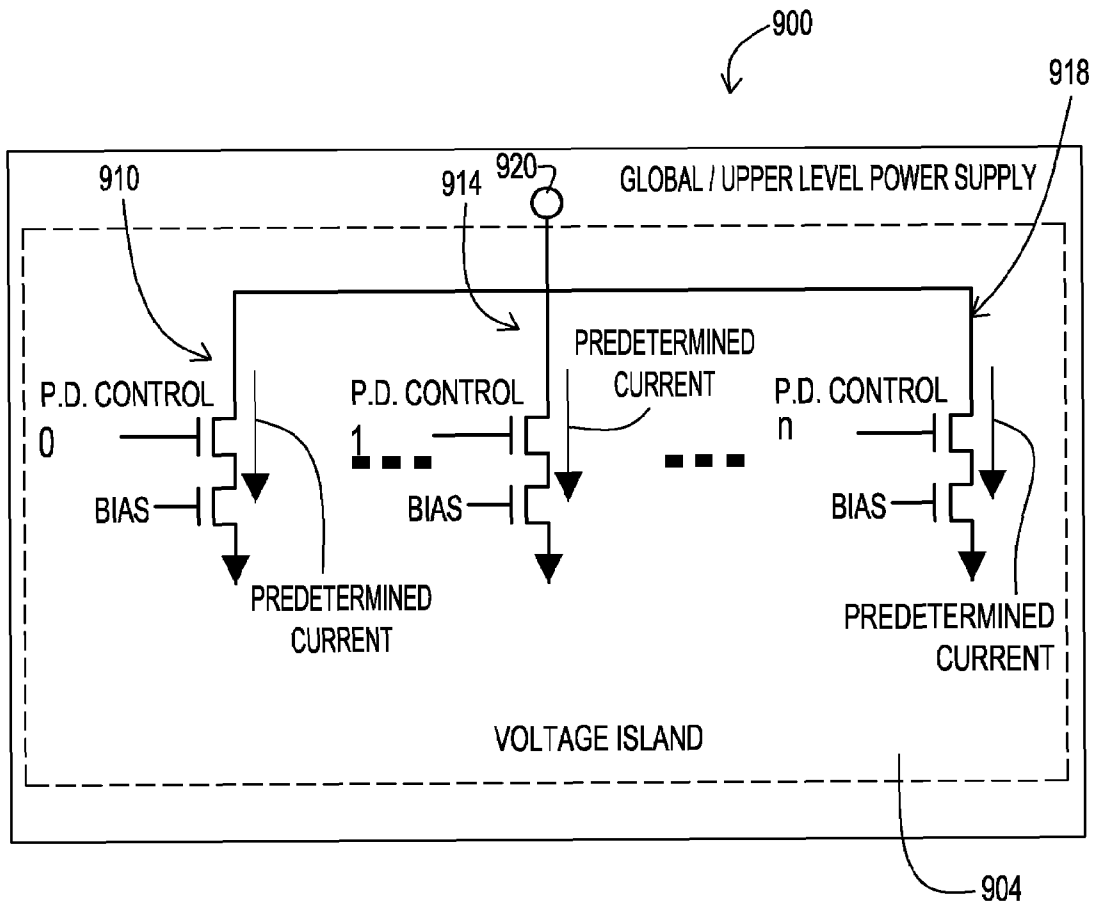 900
918
910
914
920
GLOBAL / UPPER LEVEL POWER SUPPLY
PREDETERMINED
CURRENT
P.D. CONTROL
0
P.D. CONTROL
1
P.D. CONTROL
n
BIAS
BIAS
BIAS
PREDETERMINED
CURRENT
PREDETERMINED
CURRENT
VOLTAGE ISLAND
904